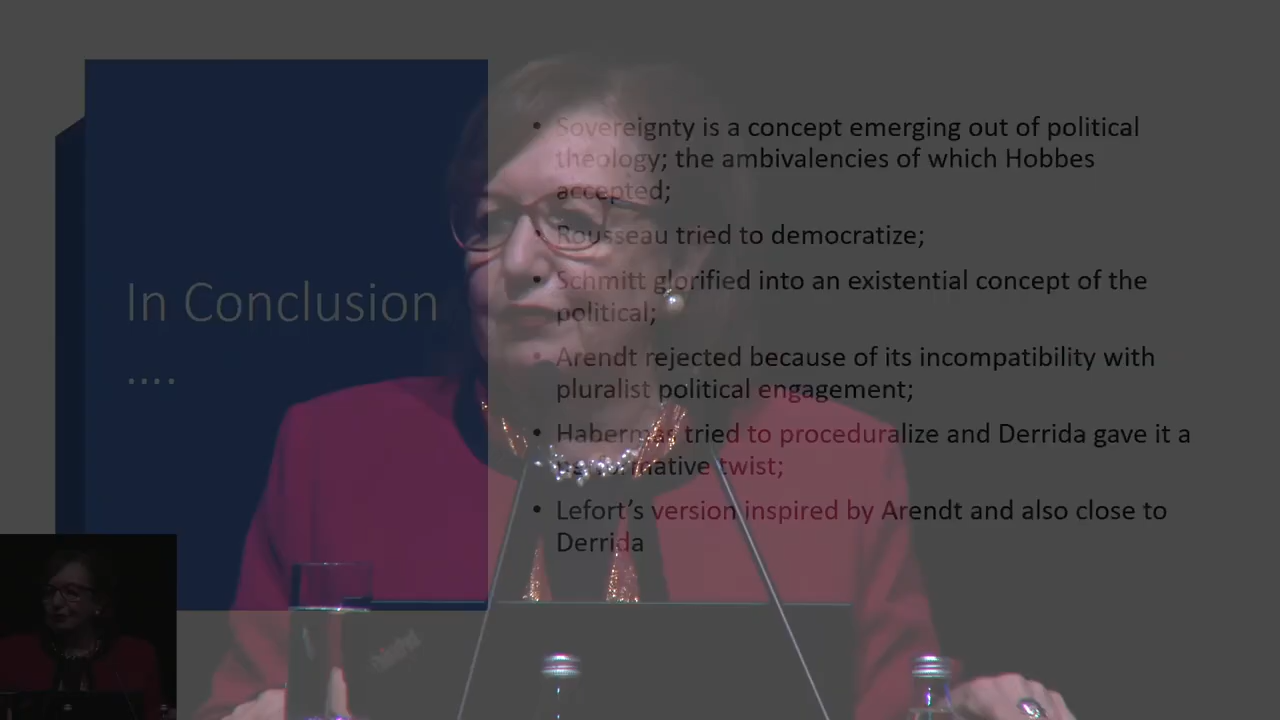 In Conclusion
....
• Sovereignty is a concept emerging out of political
theology; the ambivalencies of which Hobbes
accepted;
• Rousseau tried to democratize;
• Schmitt glorified into an existential concept of the
political;
• Arendt rejected because of its incompatibility with
pluralist political engagement;
• Habermas tried to proceduralize and Derrida gave it a
performative twist;
• Lefort's version inspired by Arendt and also close to
Derrida